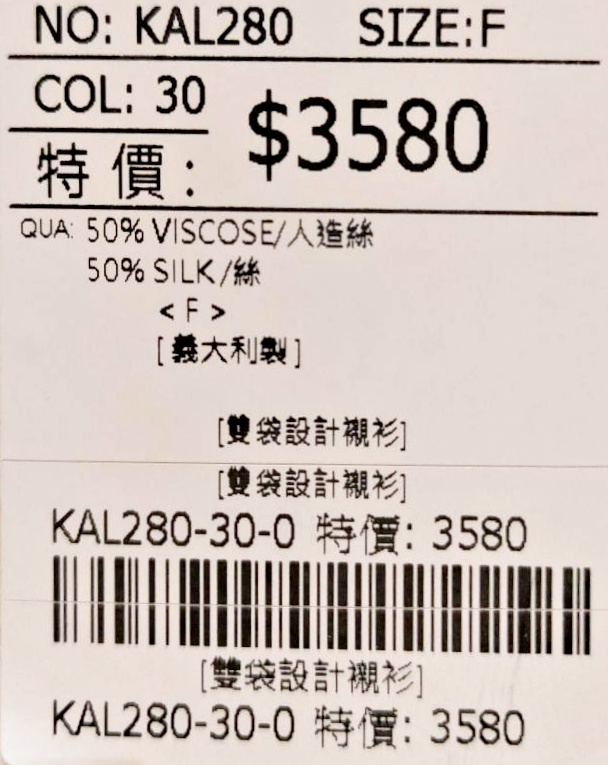 NO: KAL280 SIZE:F
COL: 30
$3580
特價:
QUA: 50% VISCOSE/人造絲
50% SILK/絲
< F >
[義大利製]
[雙袋設計襯衫]
[雙袋設計襯衫]
KAL280-30-0 特價: 3580
[雙袋設計襯衫]
KAL280-30-0 特價: 3580